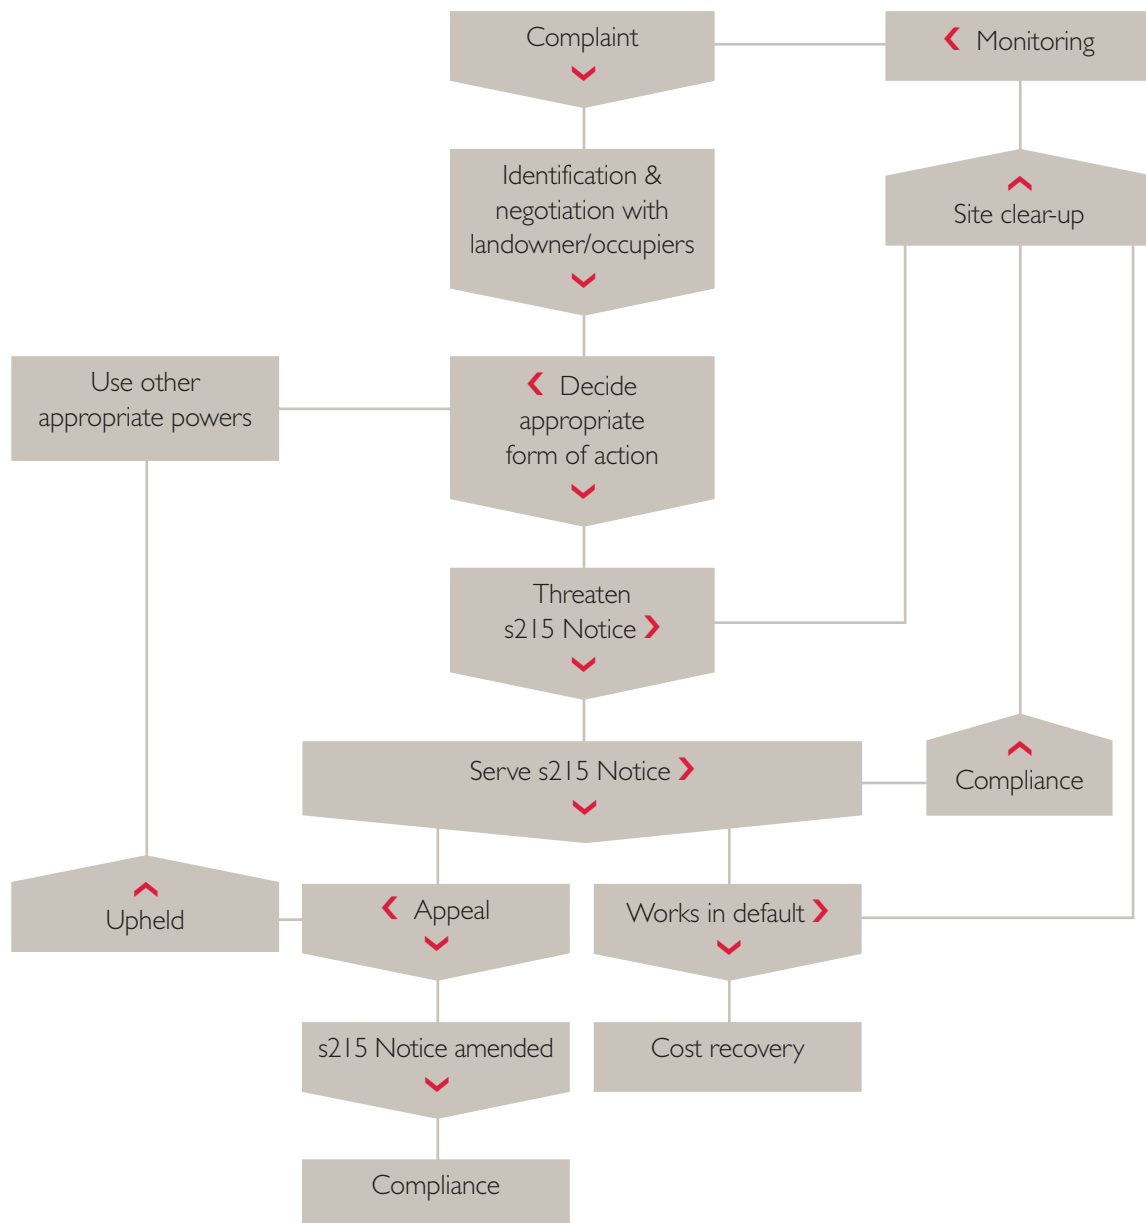 Complaint
Monitoring
Identification &
negotiation with
landowner/occupiers
Site clear-up
Use other
appropriate powers
Decide
appropriate
form of action
Threaten
s215 Notice
Serve s215 Notice
Compliance
Upheld
Appeal
Works in default
s215 Notice amended
Cost recovery
Compliance